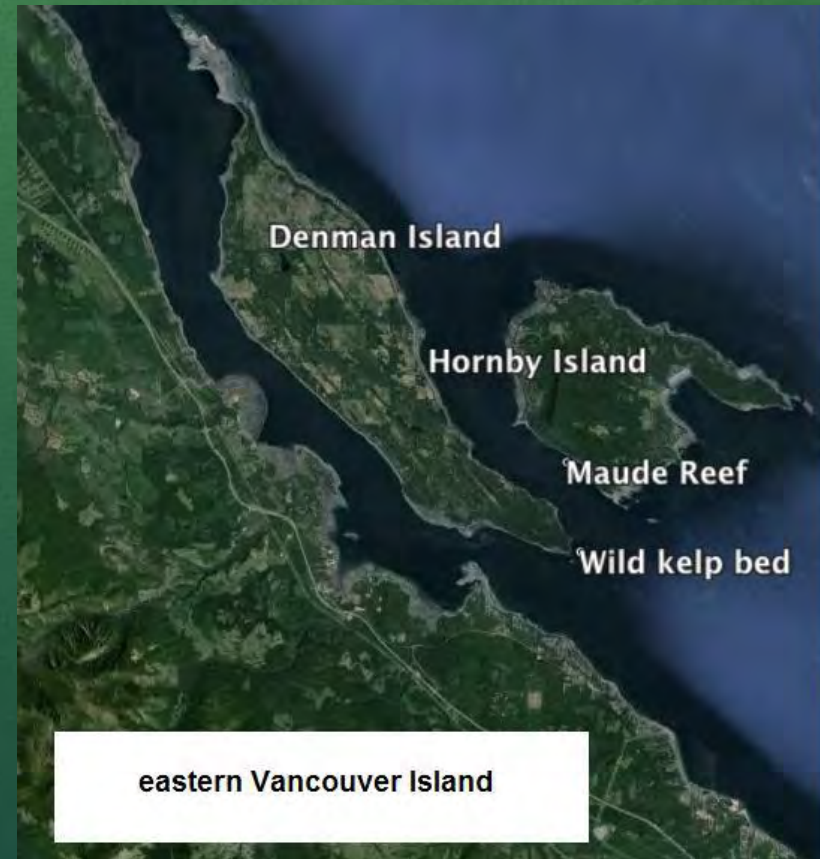 Denman Island
Hornby Island
Maude Reef
Wild kelp bed
eastern Vancouver Island